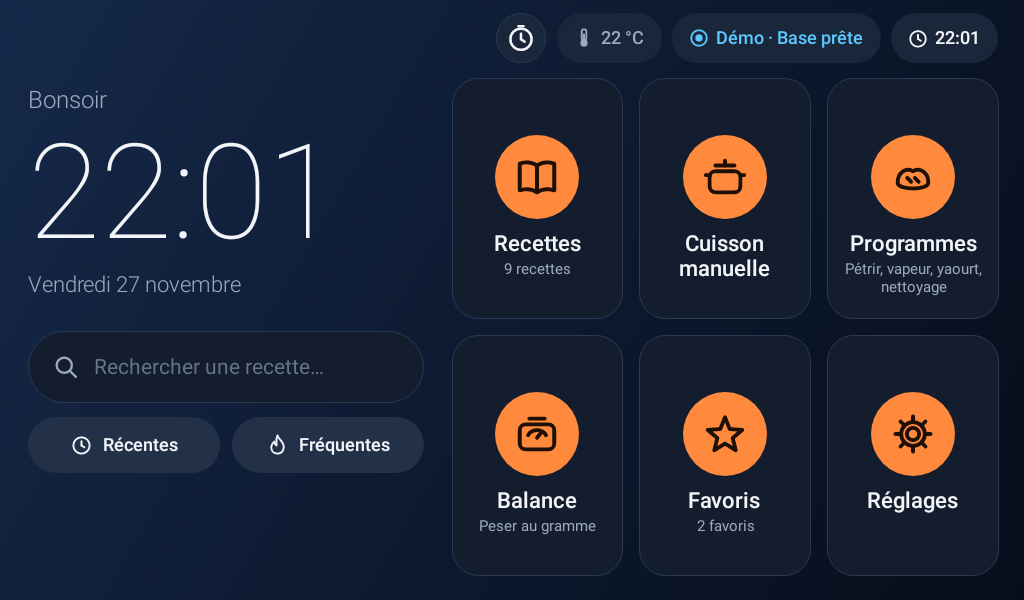 22 °C
Démo · Base prête
22:01
Bonsoir
22:01
Vendredi 27 novembre
Rechercher une recette…
Récentes
Fréquentes
Recettes
9 recettes
Cuisson
manuelle
Programmes
Pétrir, vapeur, yaourt,
nettoyage
Balance
Peser au gramme
Favoris
2 favoris
Réglages